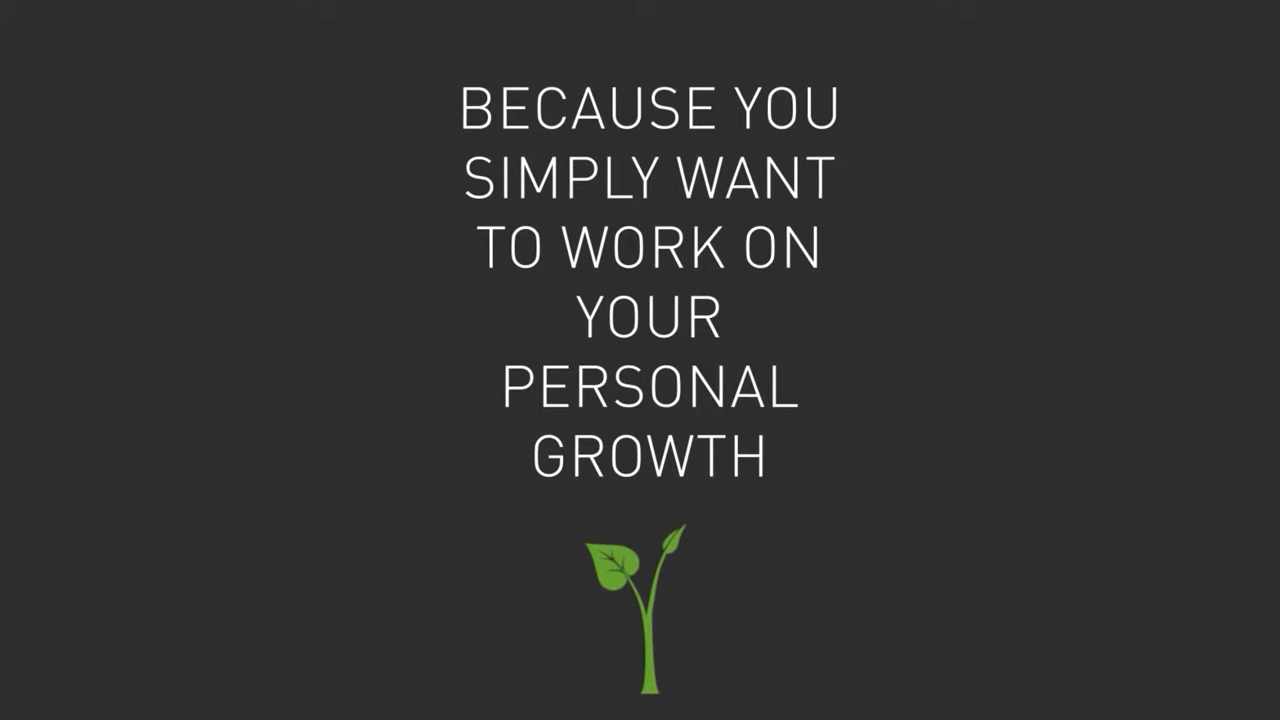 BECAUSE YOU
SIMPLY WANT
TO WORK ON
YOUR
PERSONAL
GROWTH